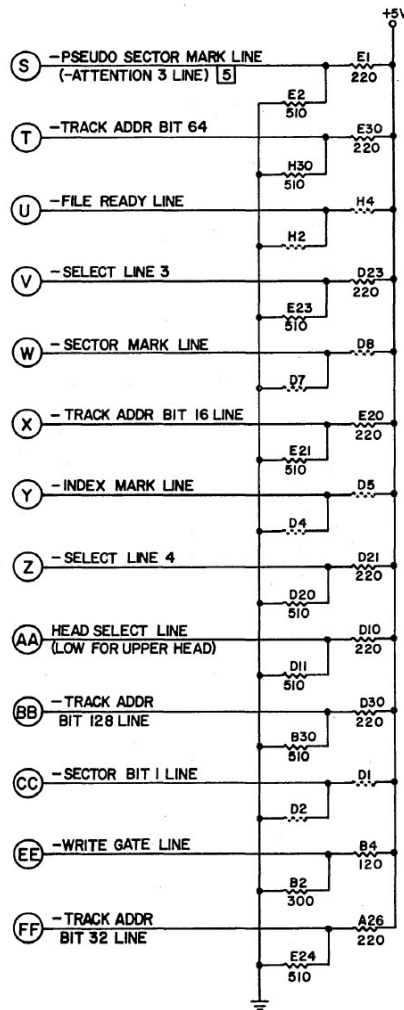 +5V
S -PSEUDO SECTOR MARK LINE E1
(-ATTENTION 3 LINE) 5 220
E2
510
T -TRACK ADDR BIT 64 E30
220
H30
510
U -FILE READY LINE H4
H2
V -SELECT LINE 3 D23
220
E23
510
W -SECTOR MARK LINE D8
D7
X -TRACK ADDR BIT 16 LINE E20
220
E21
510
Y -INDEX MARK LINE D5
D4
Z -SELECT LINE 4 D21
220
D20
510
AA HEAD SELECT LINE D10
(LOW FOR UPPER HEAD) 220
D11
510
BB -TRACK ADDR D30
BIT 128 LINE 220
B30
510
CC -SECTOR BIT 1 LINE D1
D2
EE -WRITE GATE LINE B4
120
B2
300
FF -TRACK ADDR A26
BIT 32 LINE 220
E24
510